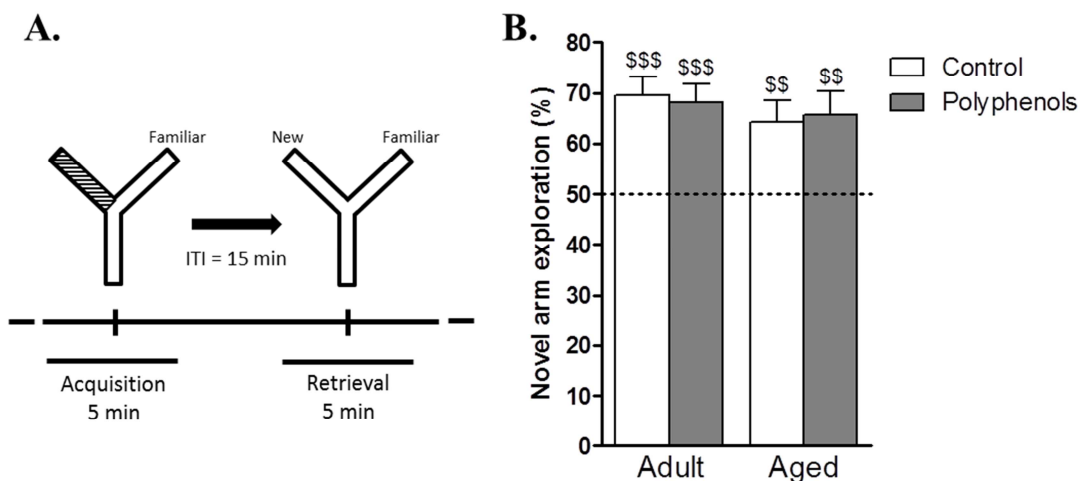 A.
Familiar
New
Familiar
ITI = 15 min
Acquisition
5 min
Retrieval
5 min
B.
Novel arm exploration (%)
80
70
60
50
40
30
20
10
0
$$$ $$$ $$ $$
Adult Aged
Control
Polyphenols